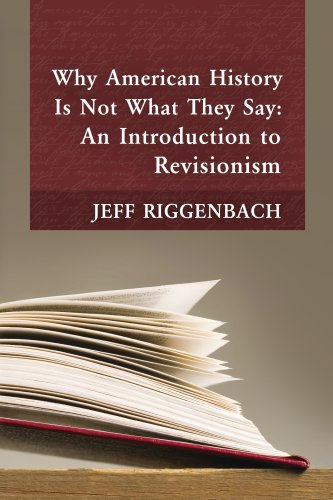 Why American History
Is Not What They Say:
An Introduction to
Revisionism
JEFF RIGGENBACH